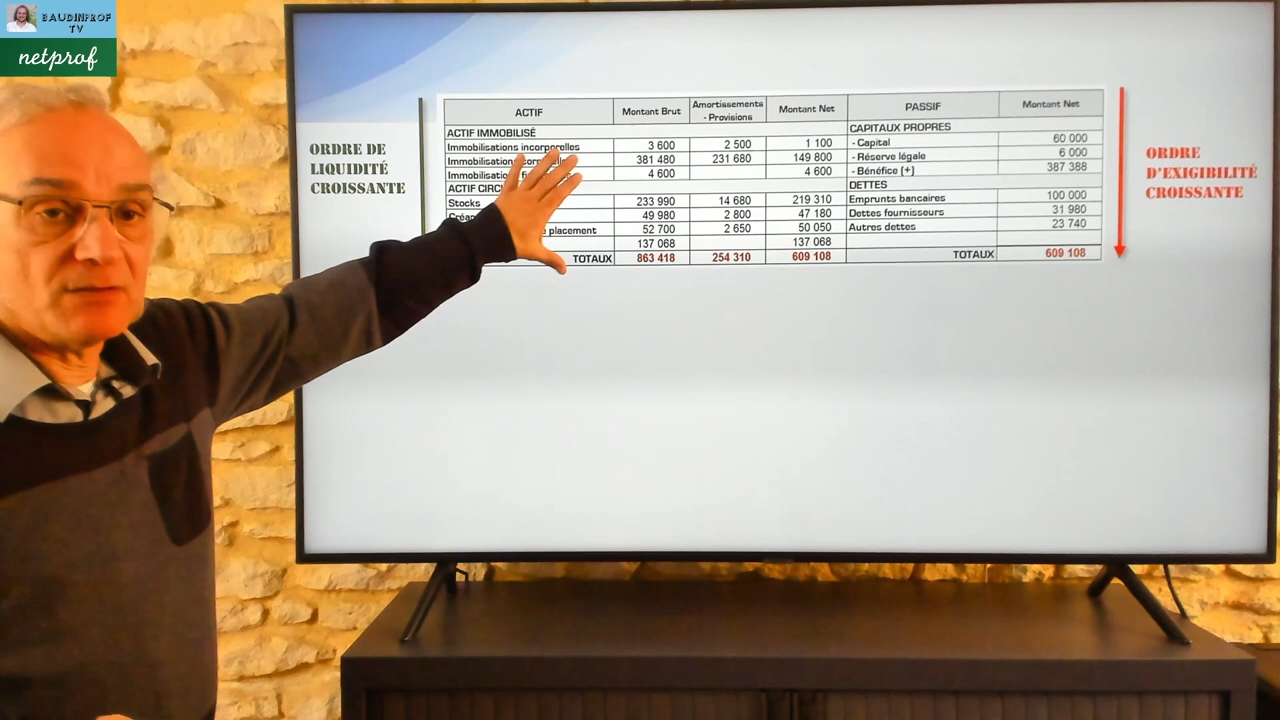 BAUDINPROF
TV
netprof
ORDRE DE
LIQUIDITÉ
CROISSANTE
ACTIF Montant Brut Amortissements - Provisions Montant Net PASSIF Montant Net
ACTIF IMMOBILISÉ CAPITAUX PROPRES
Immobilisations incorporelles 3 600 2 500 1 100 - Capital 60 000
Immobilisation 381 480 231 680 149 800 - Réserve légale 6 000
Immobilisati 4 600 4 600 - Bénéfice (+) 387 388
ACTIF CIRC DETTES
Stocks 233 990 14 680 219 310 Emprunts bancaires 100 000
Créan 49 980 2 800 47 180 Dettes fournisseurs 31 980
placement 52 700 2 650 50 050 Autres dettes 23 740
137 068 137 068
TOTAUX 863 418 254 310 609 108 TOTAUX 609 108
ORDRE
D'EXIGIBILITÉ
CROISSANTE